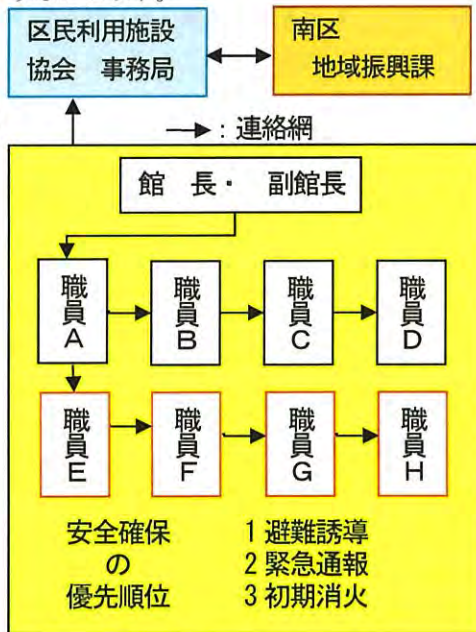 区民利用施設
協会 事務局
南区
地域振興課
→：連絡網
館 長・ 副館長
職員A
職員B
職員C
職員D
職員E
職員F
職員G
職員H
安全確保
の
優先順位
1 避難誘導
2 緊急通報
3 初期消火